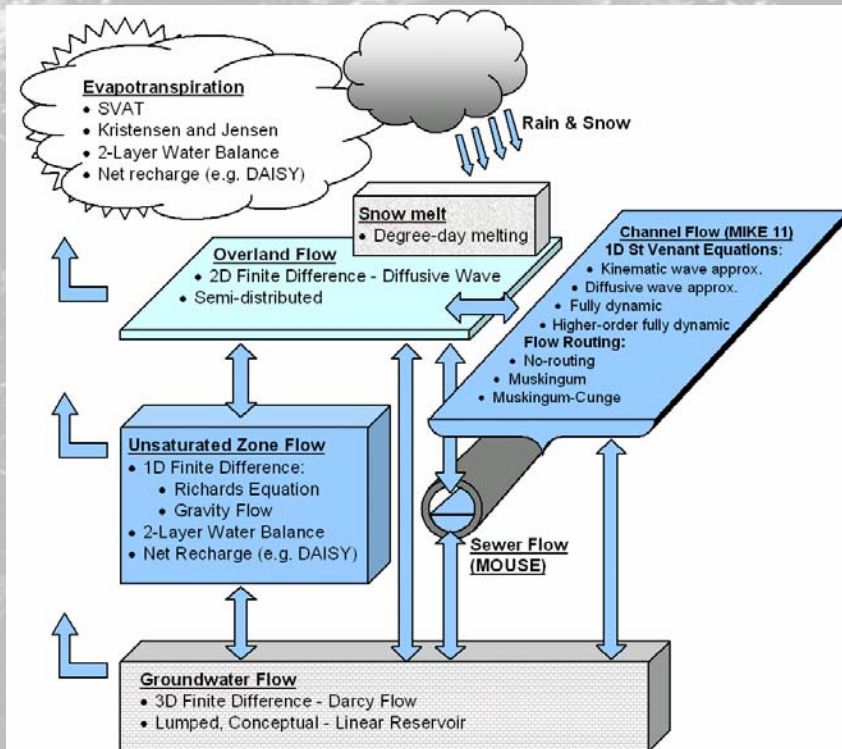 Evapotranspiration
• SVAT
• Kristensen and Jensen
• 2-Layer Water Balance
• Net recharge (e.g. DAISY)
Rain & Snow
Snow melt
• Degree-day melting
Overland Flow
• 2D Finite Difference - Diffusive Wave
• Semi-distributed
Channel Flow (MIKE 11)
1D St Venant Equations:
• Kinematic wave approx.
• Diffusive wave approx.
• Fully dynamic
• Higher-order fully dynamic
Flow Routing:
• No-routing
• Muskingum
• Muskingum-Cunge
Unsaturated Zone Flow
• 1D Finite Difference:
• Richards Equation
• Gravity Flow
• 2-Layer Water Balance
• Net Recharge (e.g. DAISY)
Sewer Flow
(MOUSE)
Groundwater Flow
• 3D Finite Difference - Darcy Flow
• Lumped, Conceptual - Linear Reservoir